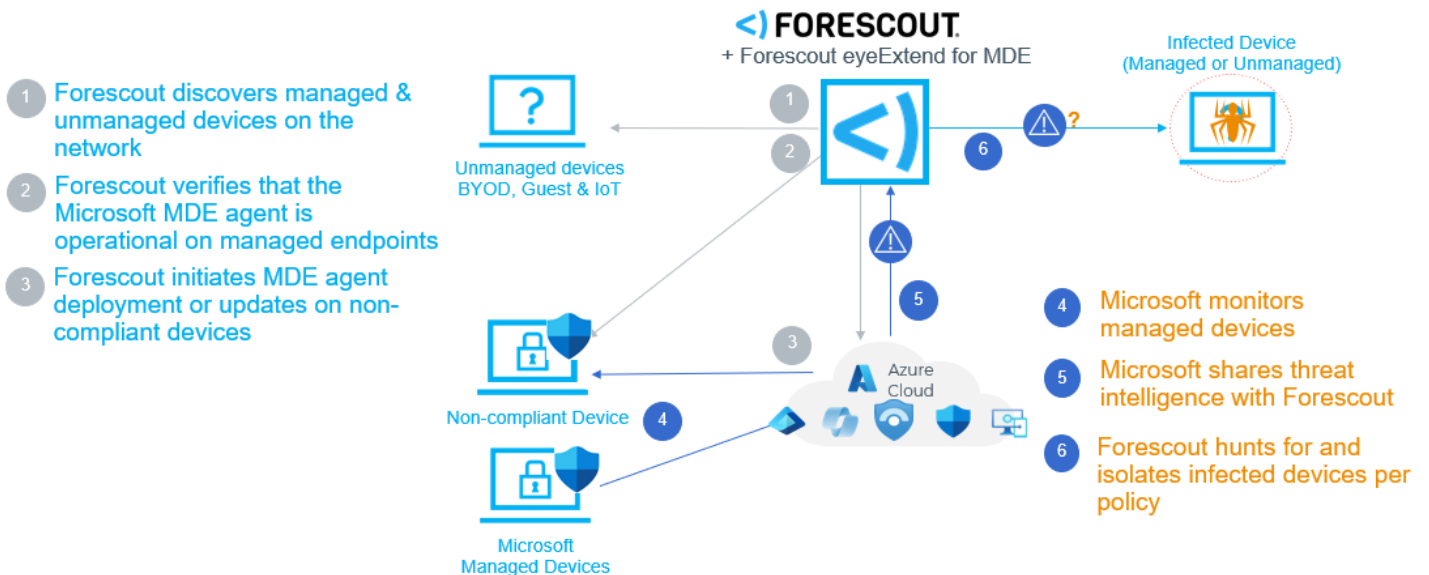 FORESCOUT.
+ Forescout eyeExtend for MDE
1 Forescout discovers managed &
unmanaged devices on the
network
2 Forescout verifies that the
Microsoft MDE agent is
operational on managed endpoints
3 Forescout initiates MDE agent
deployment or updates on non-
compliant devices
?
Unmanaged devices
BYOD, Guest & IoT
1
2
6
?
Infected Device
(Managed or Unmanaged)
5
3
Azure
Cloud
Non-compliant Device
4
Microsoft
Managed Devices
4 Microsoft monitors
managed devices
5 Microsoft shares threat
intelligence with Forescout
6 Forescout hunts for and
isolates infected devices per
policy